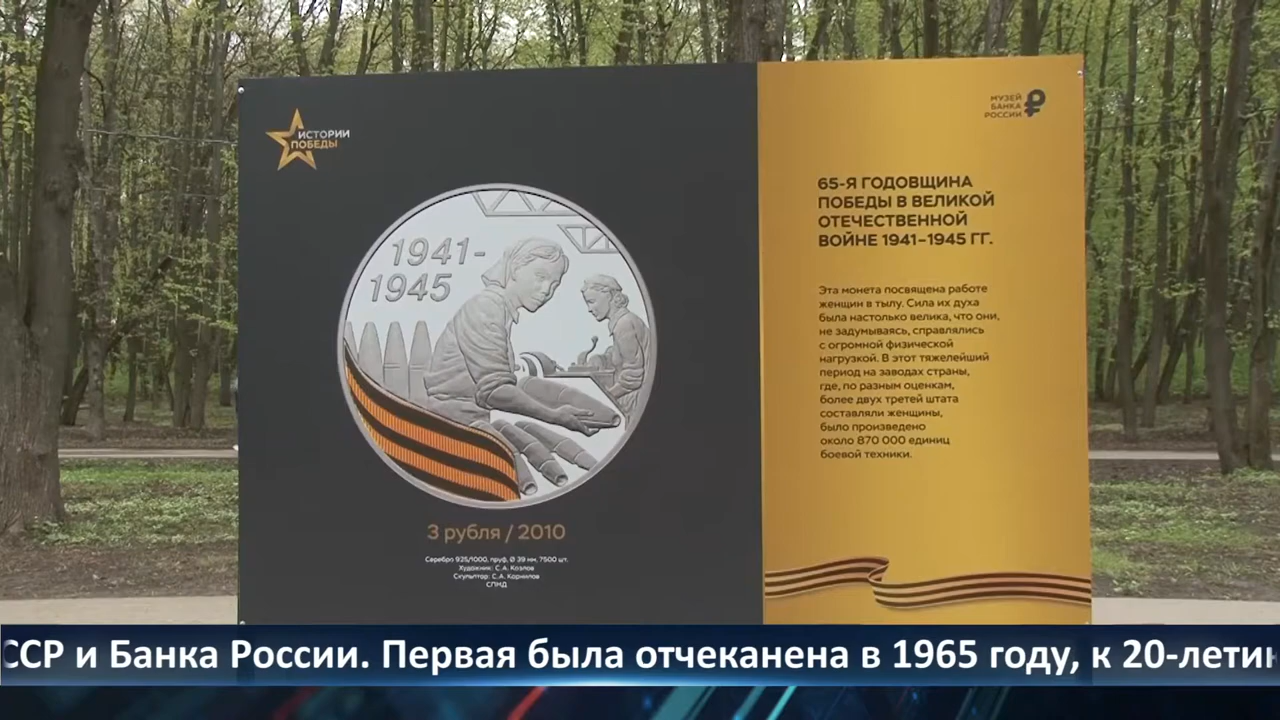 ИСТОРИИ
ПОБЕДЫ
МУЗЕЙ
БАНКА
РОССИИ
1941-
1945
65-Я ГОДОВЩИНА
ПОБЕДЫ В ВЕЛИКОЙ
ОТЕЧЕСТВЕННОЙ
ВОЙНЕ 1941–1945 ГГ.
Эта монета посвящена работе
женщин в тылу. Сила их духа
была настолько велика, что они,
не задумываясь, справлялись
с огромной физической
нагрузкой. В этот тяжелейший
период на заводах страны,
где, по разным оценкам,
более двух третей штата
составляли женщины,
было произведено
около 870 000 единиц
боевой техники.
3 рубля / 2010
Серебро 925/1000, пруф, Ø 39 мм, 7500 шт.
Художник: С.А. Козлов
Скульптор: С.А. Корнилов
СПМД
ССР и Банка России. Первая была отчеканена в 1965 году, к 20-лети